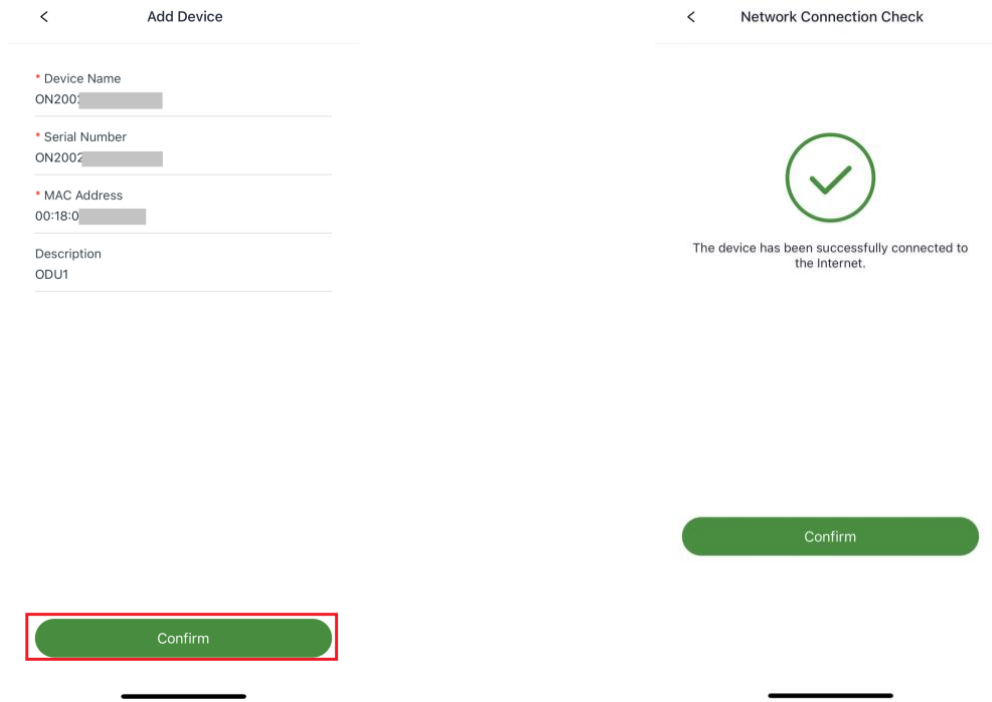 Add Device
* Device Name
ON200
* Serial Number
ON2002
* MAC Address
00:18:0
Description
ODU1
Confirm
Network Connection Check
The device has been successfully connected to
the Internet.
Confirm